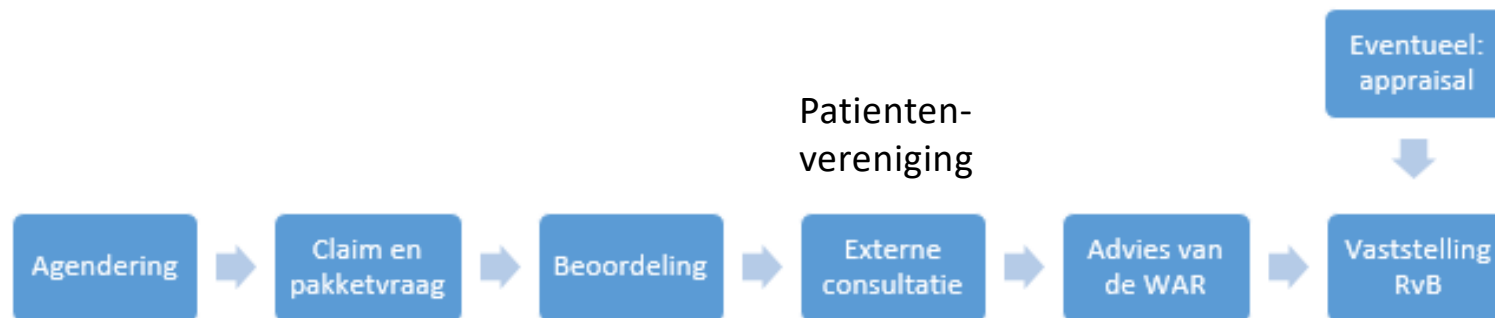 Eventueel:
appraisal
Patienten-
vereniging
Agendering
Claim en
pakketvraag
Beoordeling
Externe
consultatie
Advies van
de WAR
Vaststelling
RvB